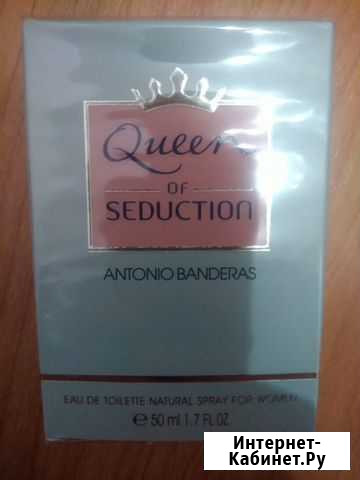 Queen
OF
SEDUCTION
ANTONIO BANDERAS
EAU DE TOILETTE NATURAL SPRAY FOR WOMEN
℮ 50 ml 1.7 FL.OZ.
Интернет-
Кабинет.Ру